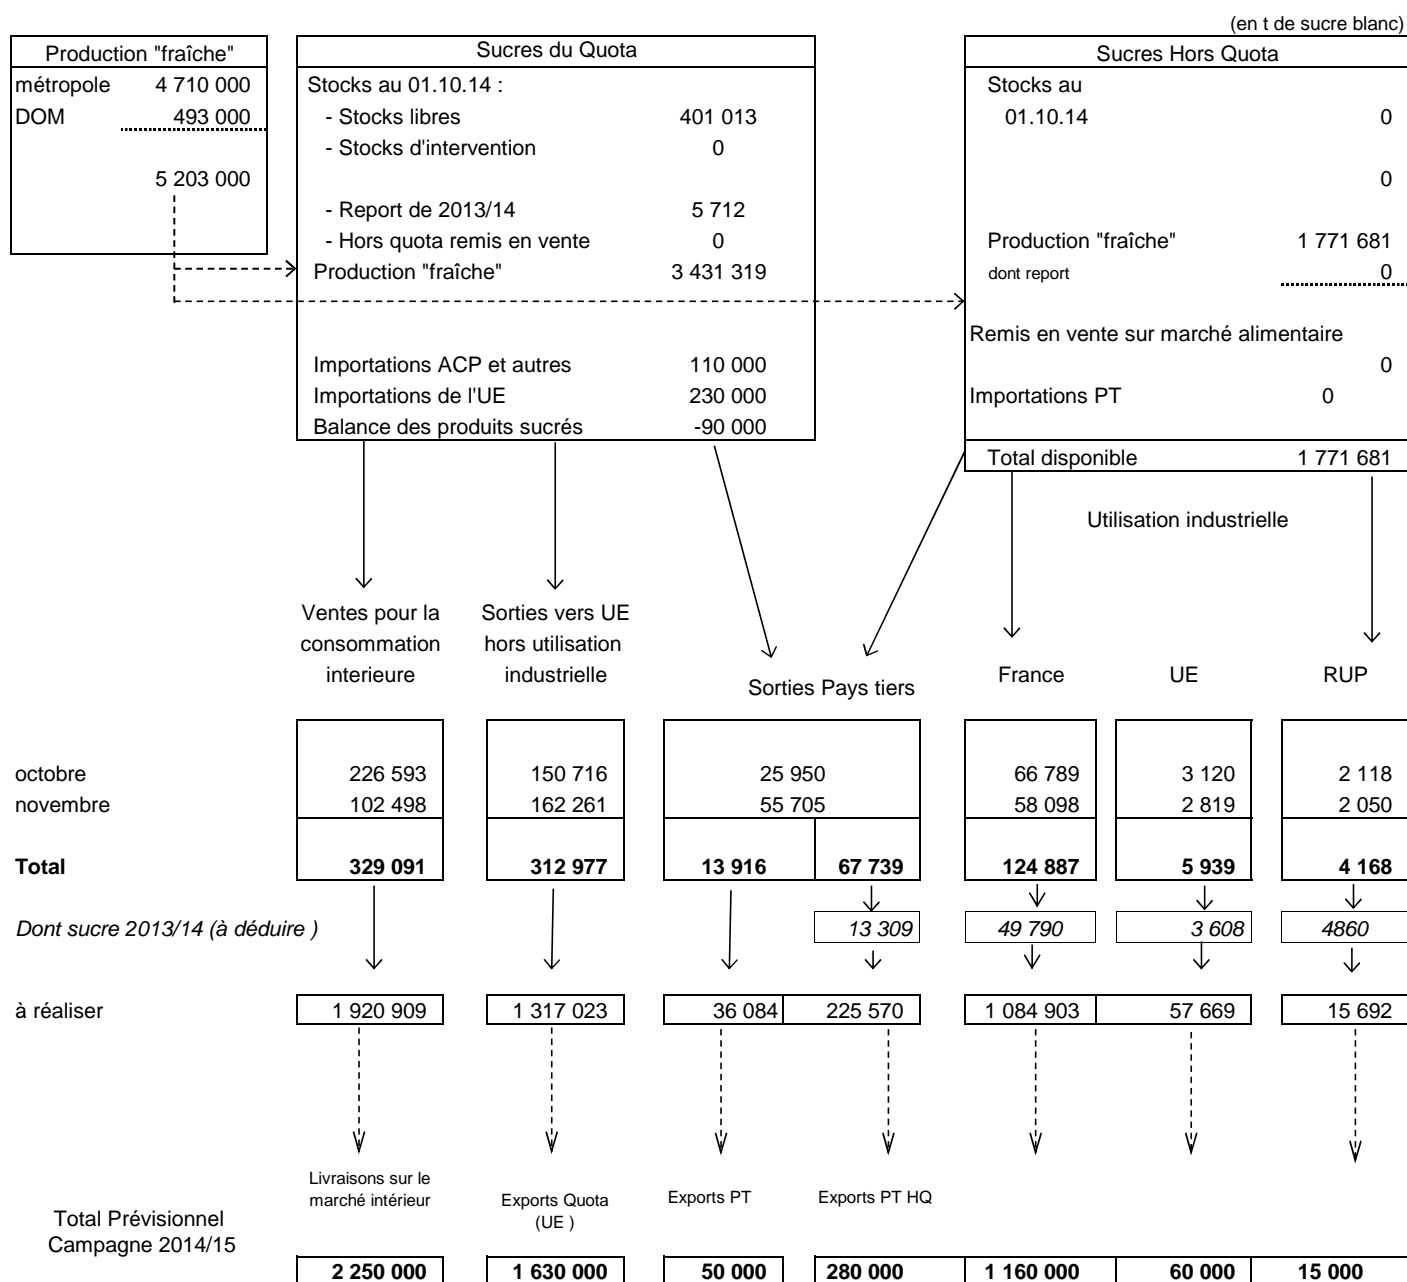 (en t de sucre blanc)
Production "fraîche"
métropole 4 710 000
DOM 493 000
5 203 000
Sucres du Quota
Stocks au 01.10.14 :
- Stocks libres 401 013
- Stocks d'intervention 0
- Report de 2013/14 5 712
- Hors quota remis en vente 0
Production "fraîche" 3 431 319
Importations ACP et autres 110 000
Importations de l'UE 230 000
Balance des produits sucrés -90 000
Sucres Hors Quota
Stocks au
01.10.14 0
0
Production "fraîche" 1 771 681
dont report 0
Remis en vente sur marché alimentaire
0
Importations PT 0
Total disponible 1 771 681
Utilisation industrielle
Ventes pour la
consommation
interieure
Sorties vers UE
hors utilisation
industrielle
Sorties Pays tiers
France UE RUP
octobre 226 593 150 716 25 950 66 789 3 120 2 118
novembre 102 498 162 261 55 705 58 098 2 819 2 050
Total 329 091 312 977 13 916 67 739 124 887 5 939 4 168
Dont sucre 2013/14 (à déduire ) 13 309 49 790 3 608 4860
à réaliser 1 920 909 1 317 023 36 084 225 570 1 084 903 57 669 15 692
Livraisons sur le
marché intérieur
Exports Quota
(UE )
Exports PT
Exports PT HQ
Total Prévisionnel
Campagne 2014/15
2 250 000 1 630 000 50 000 280 000 1 160 000 60 000 15 000